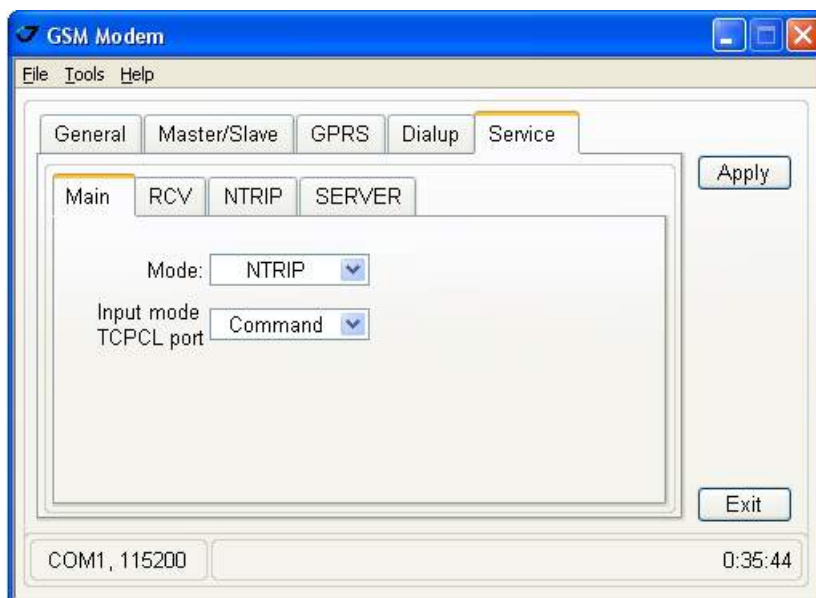 GSM Modem
File Tools Help
General Master/Slave GPRS Dialup Service
Apply
Main RCV NTRIP SERVER
Mode: NTRIP
Input mode
TCPCL port Command
Exit
COM1, 115200 0:35:44